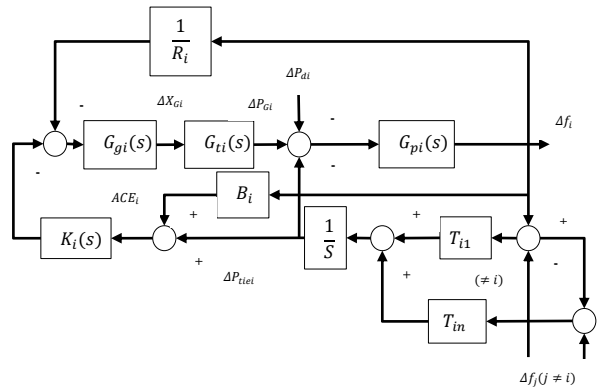 1
R_i
ΔP_di
-
ΔX_Gi
ΔP_Gi
-
Δf_i
G_gi(s)
G_ti(s)
G_pi(s)
-
-
ACE_i
B_i
+
+
+
K_i(s)
1
S
+
T_i1
-
+
ΔP_tiei
+
(≠ i)
T_in
Δf_j(j ≠ i)